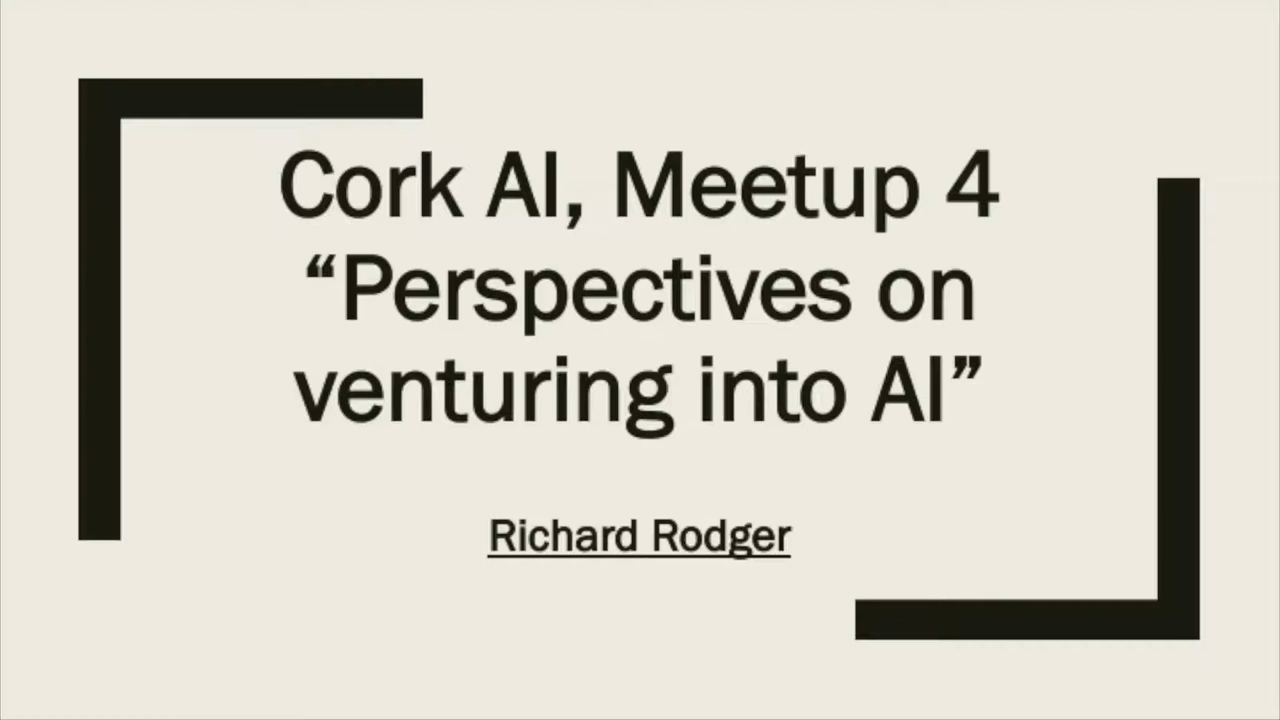 Cork AI, Meetup 4
“Perspectives on
venturing into AI”
Richard Rodger